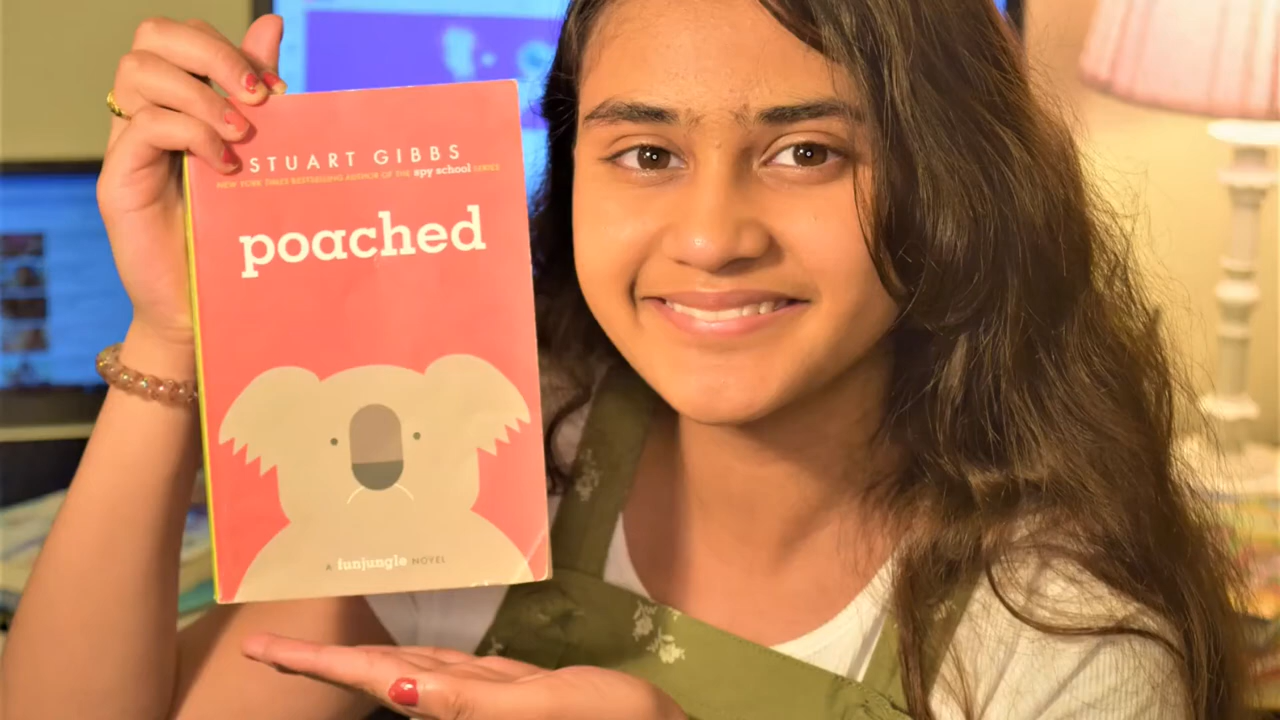 STUART GIBBS
NEW YORK TIMES BESTSELLING AUTHOR OF THE spy school SERIES
poached
A funjungle NOVEL